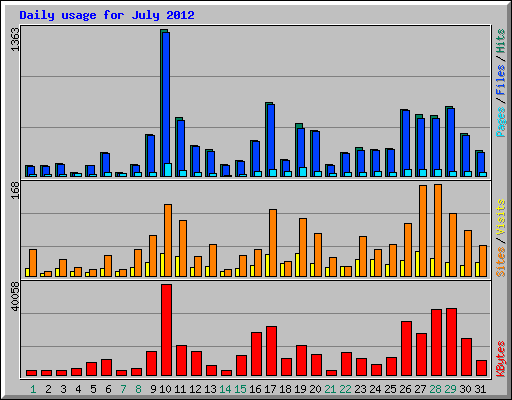 Daily usage for July 2012
1363
Pages / Files / Hits
168
Sites / Visits
40058
KBytes
1 2 3 4 5 6 7 8 9 10 11 12 13 14 15 16 17 18 19 20 21 22 23 24 25 26 27 28 29 30 31